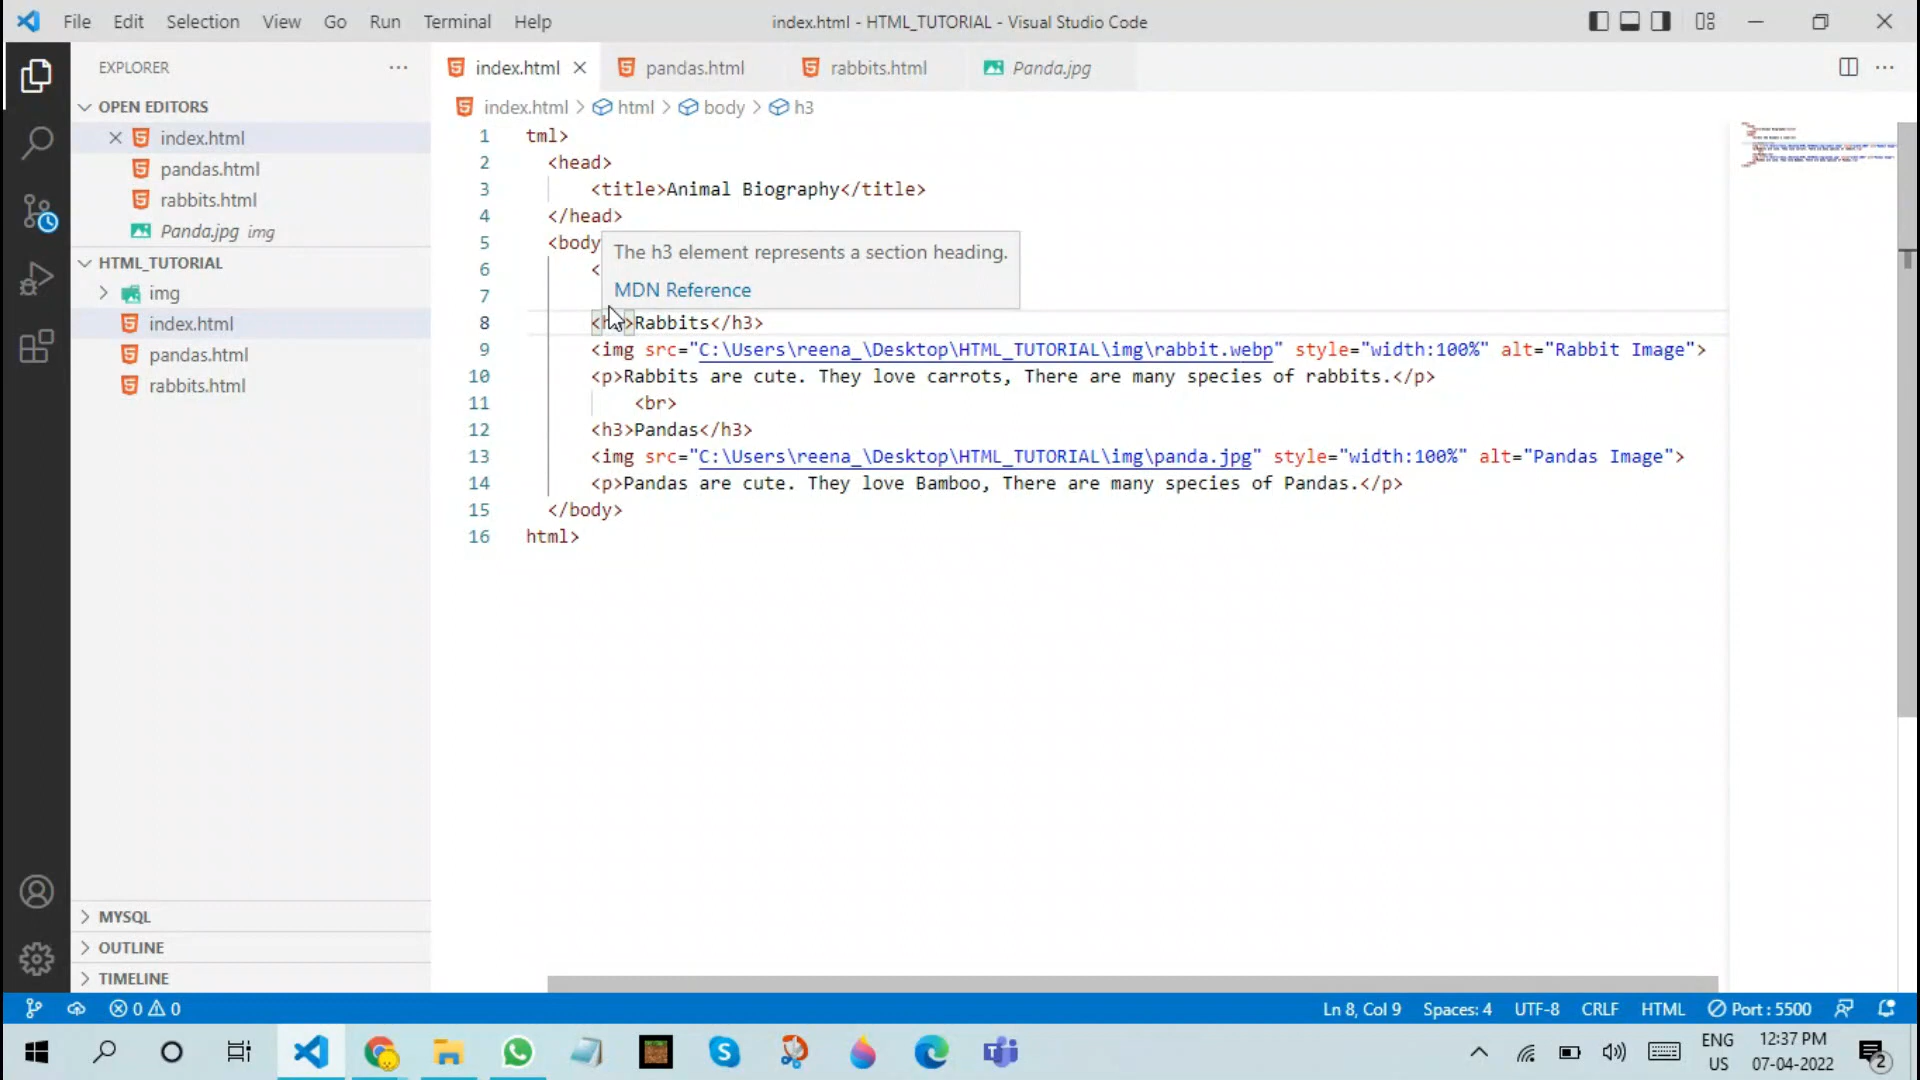 File Edit Selection View Go Run Terminal Help
index.html - HTML_TUTORIAL - Visual Studio Code
EXPLORER
OPEN EDITORS
index.html
pandas.html
rabbits.html
Panda.jpg img
HTML_TUTORIAL
img
index.html
pandas.html
rabbits.html
MYSQL
OUTLINE
TIMELINE
index.html pandas.html rabbits.html Panda.jpg
index.html > html > body > h3
1 tml>
2 <head>
3 <title>Animal Biography</title>
4 </head>
5 <body
6 <
7
The h3 element represents a section heading.
MDN Reference
8 <h >Rabbits</h3>
9 <img src="C:\Users\reena_\Desktop\HTML_TUTORIAL\img\rabbit.webp" style="width:100%" alt="Rabbit Image">
10 <p>Rabbits are cute. They love carrots, There are many species of rabbits.</p>
11 <br>
12 <h3>Pandas</h3>
13 <img src="C:\Users\reena_\Desktop\HTML_TUTORIAL\img\panda.jpg" style="width:100%" alt="Pandas Image">
14 <p>Pandas are cute. They love Bamboo, There are many species of Pandas.</p>
15 </body>
16 html>
0 0
Ln 8, Col 9 Spaces: 4 UTF-8 CRLF HTML Port : 5500
ENG
US
12:37 PM
07-04-2022
2